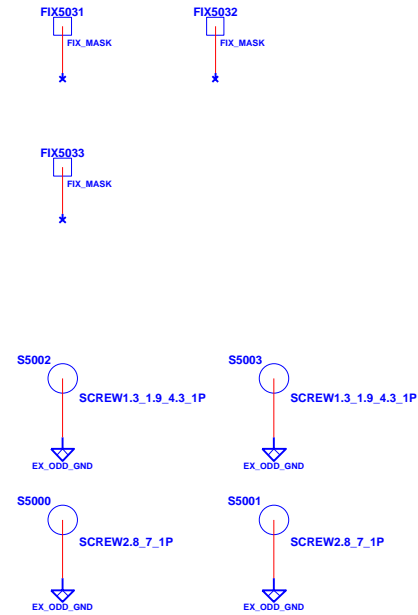 FIX5031
FIX5032
FIX_MASK
FIX_MASK
FIX5033
FIX_MASK
S5002
S5003
SCREW1.3_1.9_4.3_1P
SCREW1.3_1.9_4.3_1P
EX_ODD_GND
EX_ODD_GND
S5000
S5001
SCREW2.8_7_1P
SCREW2.8_7_1P
EX_ODD_GND
EX_ODD_GND